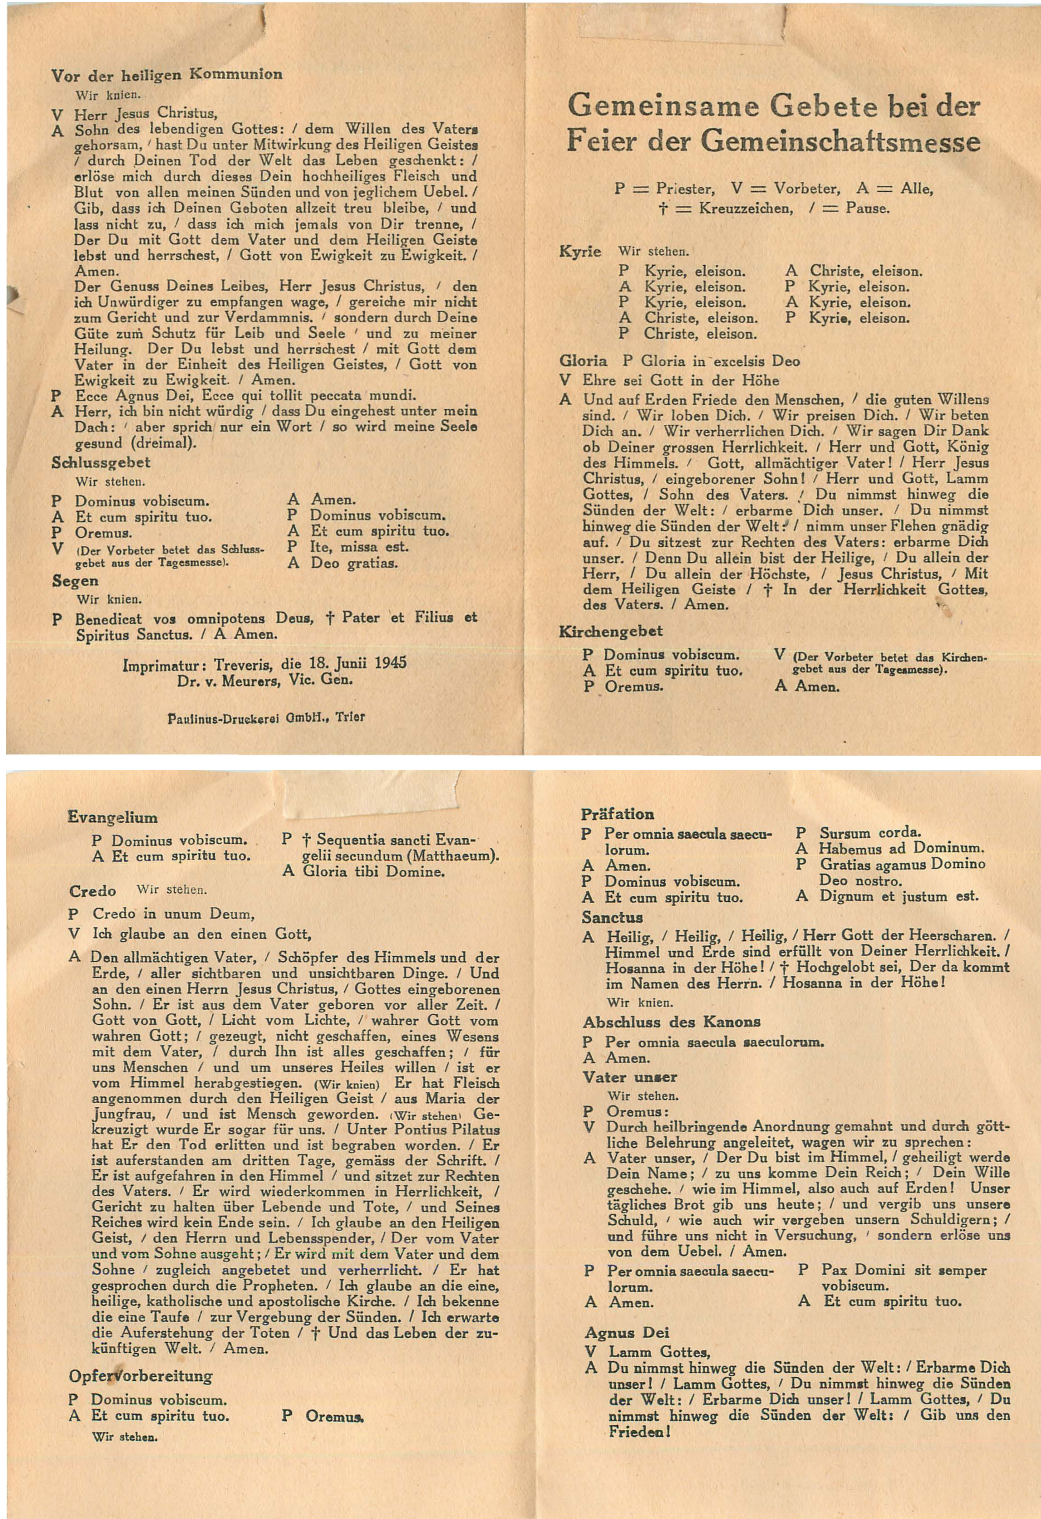 Vor der heiligen Kommunion
Wir knien.
V Herr Jesus Christus,
A Sohn des lebendigen Gottes: / dem Willen des Vaters
gehorsam, / hast Du unter Mitwirkung des Heiligen Geistes
/ durch Deinen Tod der Welt das Leben geschenkt: /
erlöse mich durch dieses Dein hochheiliges Fleisch und
Blut von allen meinen Sünden und von jeglichem Uebel. /
Gib, dass ich Deinen Geboten allzeit treu bleibe, / und
lass nicht zu, / dass ich mich jemals von Dir trenne, /
Der Du mit Gott dem Vater und dem Heiligen Geiste
lebst und herrschest, / Gott von Ewigkeit zu Ewigkeit. /
Amen.
Der Genuss Deines Leibes, Herr Jesus Christus, / den
ich Unwürdiger zu empfangen wage, / gereiche mir nicht
zum Gericht und zur Verdammnis. / sondern durch Deine
Güte zum Schutz für Leib und Seele / und zu meiner
Heilung. Der Du lebst und herrschest / mit Gott dem
Vater in der Einheit des Heiligen Geistes, / Gott von
Ewigkeit zu Ewigkeit. / Amen.
P Ecce Agnus Dei, Ecce qui tollit peccata mundi.
A Herr, ich bin nicht würdig / dass Du eingehest unter mein
Dach: / aber sprich nur ein Wort / so wird meine Seele
gesund (dreimal).
Schlussgebet
Wir stehen.
P Dominus vobiscum.
A Et cum spiritu tuo.
P Oremus.
V (Der Vorbeter betet das Schluss-
gebet aus der Tagesmesse).
A Amen.
P Dominus vobiscum.
A Et cum spiritu tuo.
P Ite, missa est.
A Deo gratias.
Segen
Wir knien.
P Benedicat vos omnipotens Deus, † Pater et Filius et
Spiritus Sanctus. / A Amen.
Imprimatur: Treveris, die 18. Junii 1945
Dr. v. Meurers, Vic. Gen.
Paulinus-Druckerei GmbH., Trier
Gemeinsame Gebete bei der
Feier der Gemeinschaftsmesse
P = Priester, V = Vorbeter, A = Alle,
† = Kreuzzeichen, / = Pause.
Kyrie Wir stehen.
P Kyrie, eleison.
A Kyrie, eleison.
P Kyrie, eleison.
A Christe, eleison.
P Christe, eleison.
A Christe, eleison.
P Kyrie, eleison.
A Kyrie, eleison.
P Kyrie, eleison.
Gloria P Gloria in excelsis Deo
V Ehre sei Gott in der Höhe
A Und auf Erden Friede den Menschen, / die guten Willens
sind. / Wir loben Dich. / Wir preisen Dich. / Wir beten
Dich an. / Wir verherrlichen Dich. / Wir sagen Dir Dank
ob Deiner grossen Herrlichkeit. / Herr und Gott, König
des Himmels. / Gott, allmächtiger Vater! / Herr Jesus
Christus, / eingeborener Sohn! / Herr und Gott, Lamm
Gottes, / Sohn des Vaters. / Du nimmst hinweg die
Sünden der Welt: / erbarme Dich unser. / Du nimmst
hinweg die Sünden der Welt: / nimm unser Flehen gnädig
auf. / Du sitzest zur Rechten des Vaters: erbarme Dich
unser. / Denn Du allein bist der Heilige, / Du allein der
Herr, / Du allein der Höchste, / Jesus Christus, / Mit
dem Heiligen Geiste / † In der Herrlichkeit Gottes,
des Vaters. / Amen.
Kirchengebet
P Dominus vobiscum.
A Et cum spiritu tuo.
P Oremus.
V (Der Vorbeter betet das Kirchen-
gebet aus der Tagesmesse).
A Amen.
Evangelium
P Dominus vobiscum.
A Et cum spiritu tuo.
P † Sequentia sancti Evan-
gelii secundum (Matthaeum).
A Gloria tibi Domine.
Credo Wir stehen.
P Credo in unum Deum,
V Ich glaube an den einen Gott,
A Den allmächtigen Vater, / Schöpfer des Himmels und der
Erde, / aller sichtbaren und unsichtbaren Dinge. / Und
an den einen Herrn Jesus Christus, / Gottes eingeborenen
Sohn. / Er ist aus dem Vater geboren vor aller Zeit. /
Gott von Gott, / Licht vom Lichte, / wahrer Gott vom
wahren Gott; / gezeugt, nicht geschaffen, eines Wesens
mit dem Vater, / durch Ihn ist alles geschaffen; / für
uns Menschen / und um unseres Heiles willen / ist er
vom Himmel herabgestiegen. (Wir knien) Er hat Fleisch
angenommen durch den Heiligen Geist / aus Maria der
Jungfrau, / und ist Mensch geworden. (Wir stehen) Ge-
kreuzigt wurde Er sogar für uns. / Unter Pontius Pilatus
hat Er den Tod erlitten und ist begraben worden. / Er
ist auferstanden am dritten Tage, gemäss der Schrift. /
Er ist aufgefahren in den Himmel / und sitzet zur Rechten
des Vaters. / Er wird wiederkommen in Herrlichkeit, /
Gericht zu halten über Lebende und Tote, / und Seines
Reiches wird kein Ende sein. / Ich glaube an den Heiligen
Geist, / den Herrn und Lebensspender, / Der vom Vater
und vom Sohne ausgeht; / Er wird mit dem Vater und dem
Sohne / zugleich angebetet und verherrlicht. / Er hat
gesprochen durch die Propheten. / Ich glaube an die eine,
heilige, katholische und apostolische Kirche. / Ich bekenne
die eine Taufe / zur Vergebung der Sünden. / Ich erwarte
die Auferstehung der Toten / † Und das Leben der zu-
künftigen Welt. / Amen.
Opfervorbereitung
P Dominus vobiscum.
A Et cum spiritu tuo.
P Oremus.
Wir stehen.
Präfation
P Per omnia saecula saecu-
lorum.
A Amen.
P Dominus vobiscum.
A Et cum spiritu tuo.
P Sursum corda.
A Habemus ad Dominum.
P Gratias agamus Domino
Deo nostro.
A Dignum et justum est.
Sanctus
A Heilig, / Heilig, / Heilig, / Herr Gott der Heerscharen. /
Himmel und Erde sind erfüllt von Deiner Herrlichkeit. /
Hosanna in der Höhe! / † Hochgelobt sei, Der da kommt
im Namen des Herrn. / Hosanna in der Höhe!
Wir knien.
Abschluss des Kanons
P Per omnia saecula saeculorum.
A Amen.
Vater unser
Wir stehen.
P Oremus:
V Durch heilbringende Anordnung gemahnt und durch gött-
liche Belehrung angeleitet, wagen wir zu sprechen:
A Vater unser, / Der Du bist im Himmel, / geheiligt werde
Dein Name; / zu uns komme Dein Reich; / Dein Wille
geschehe. / wie im Himmel, also auch auf Erden! Unser
tägliches Brot gib uns heute; / und vergib uns unsere
Schuld, / wie auch wir vergeben unsern Schuldigern; /
und führe uns nicht in Versuchung, / sondern erlöse uns
von dem Uebel. / Amen.
P Per omnia saecula saecu-
lorum.
A Amen.
P Pax Domini sit semper
vobiscum.
A Et cum spiritu tuo.
Agnus Dei
V Lamm Gottes,
A Du nimmst hinweg die Sünden der Welt: / Erbarme Dich
unser! / Lamm Gottes, / Du nimmst hinweg die Sünden
der Welt: / Erbarme Dich unser! / Lamm Gottes, / Du
nimmst hinweg die Sünden der Welt: / Gib uns den
Frieden!